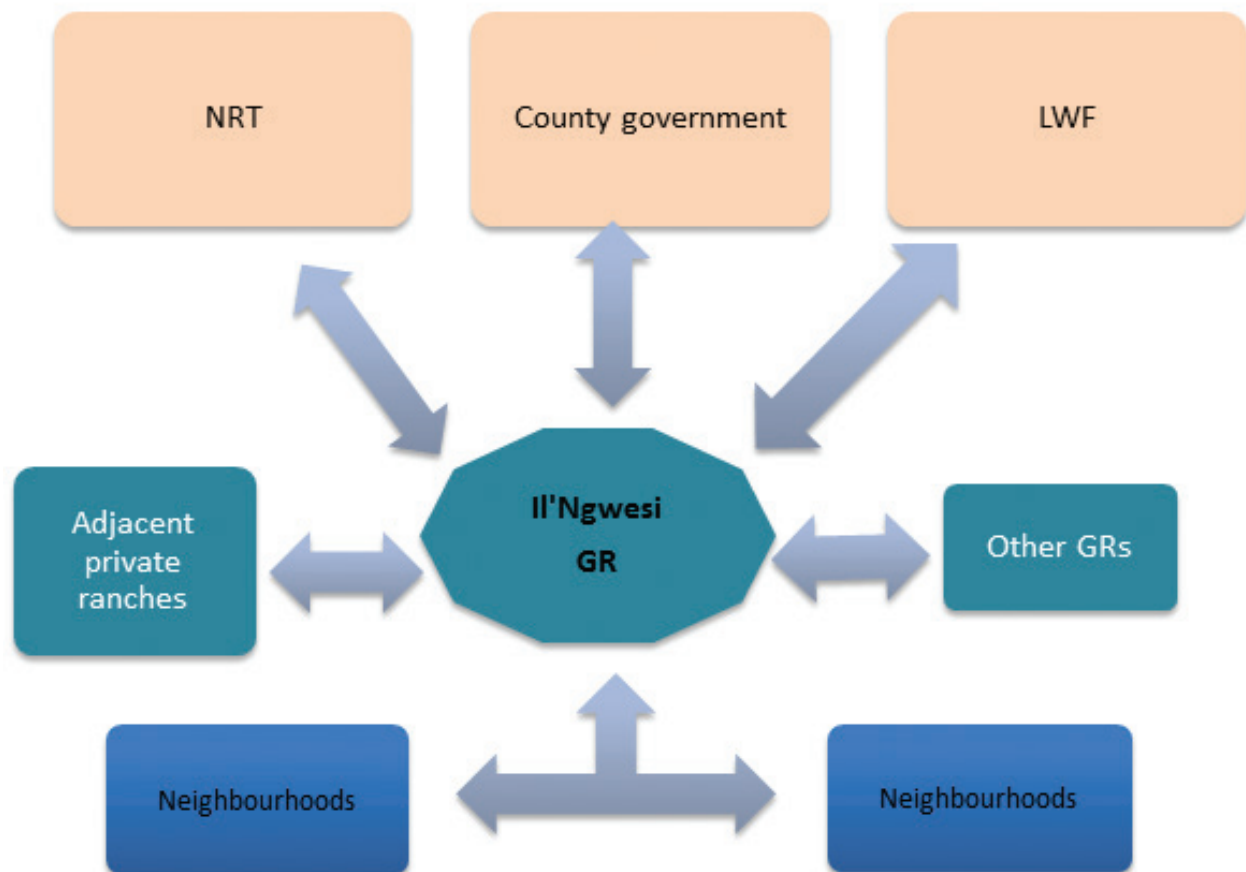 NRT
County government
LWF
Adjacent
private
ranches
Il'Ngwesi
GR
Other GRs
Neighbourhoods
Neighbourhoods